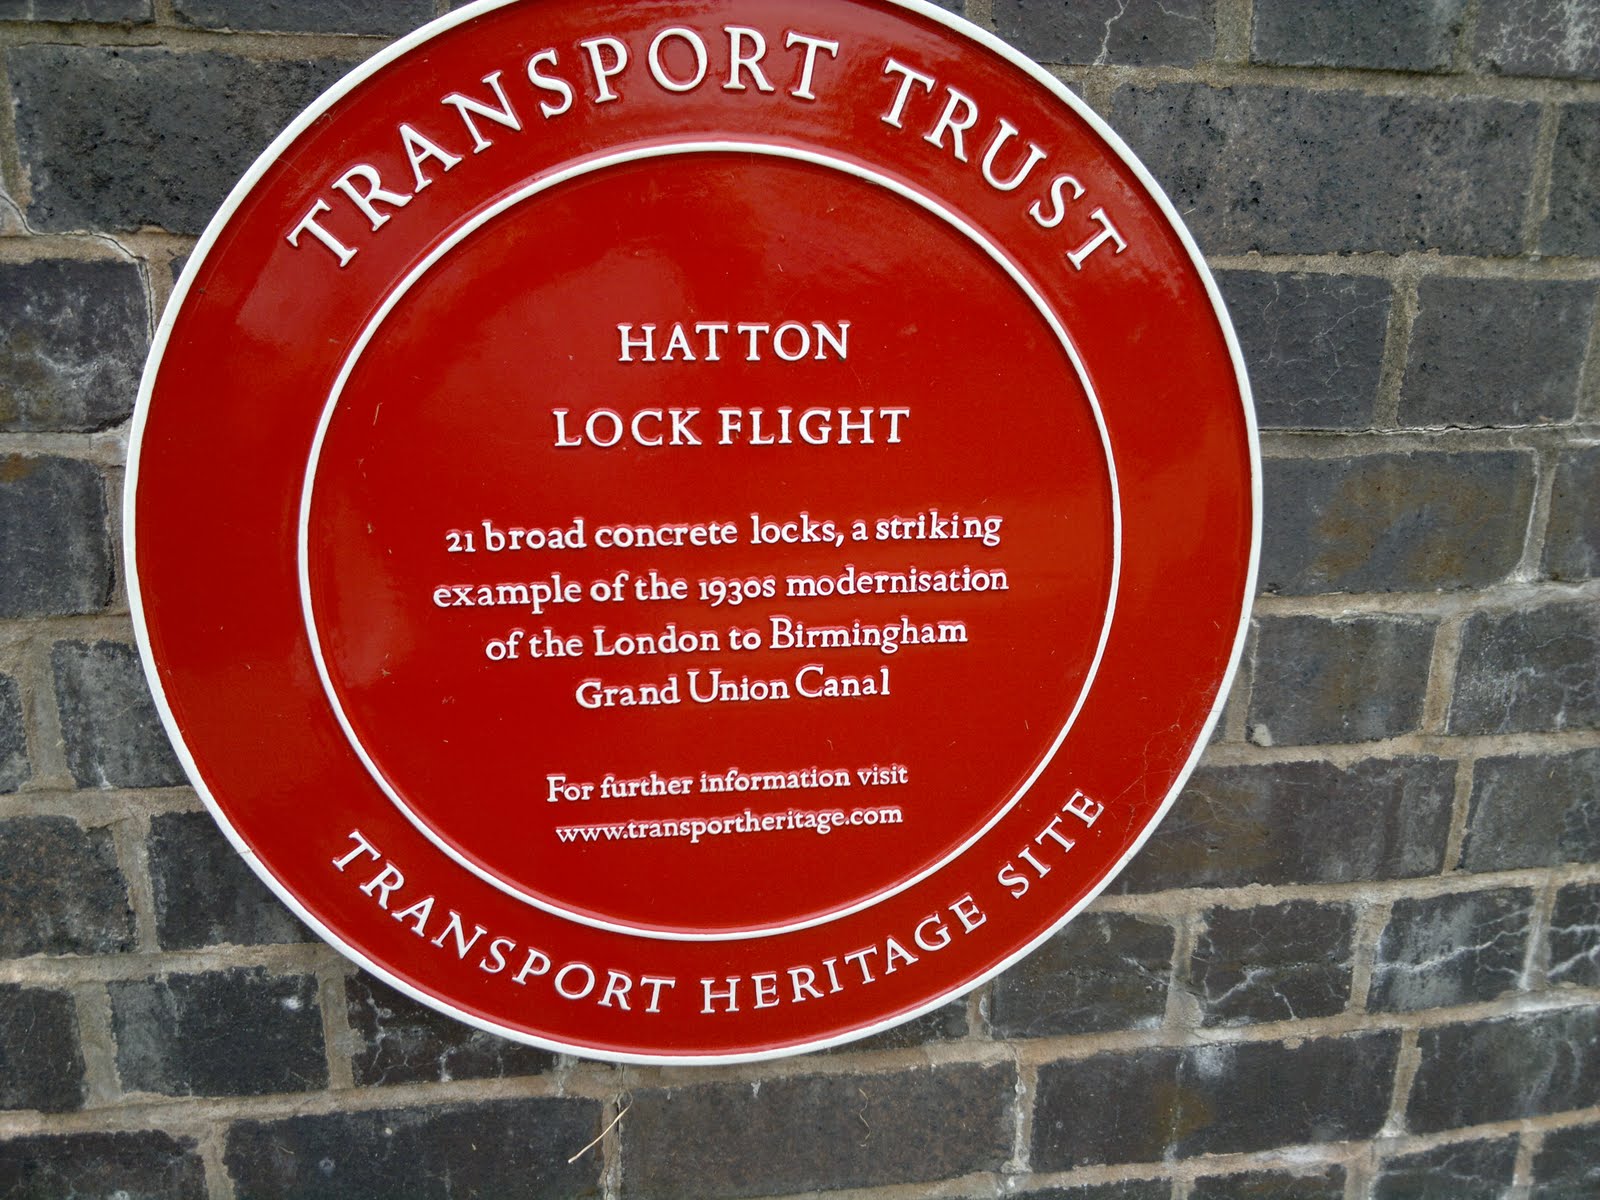 TRANSPORT TRUST
HATTON
LOCK FLIGHT
21 broad concrete locks, a striking
example of the 1930s modernisation
of the London to Birmingham
Grand Union Canal
For further information visit
www.transportheritage.com
TRANSPORT HERITAGE SITE